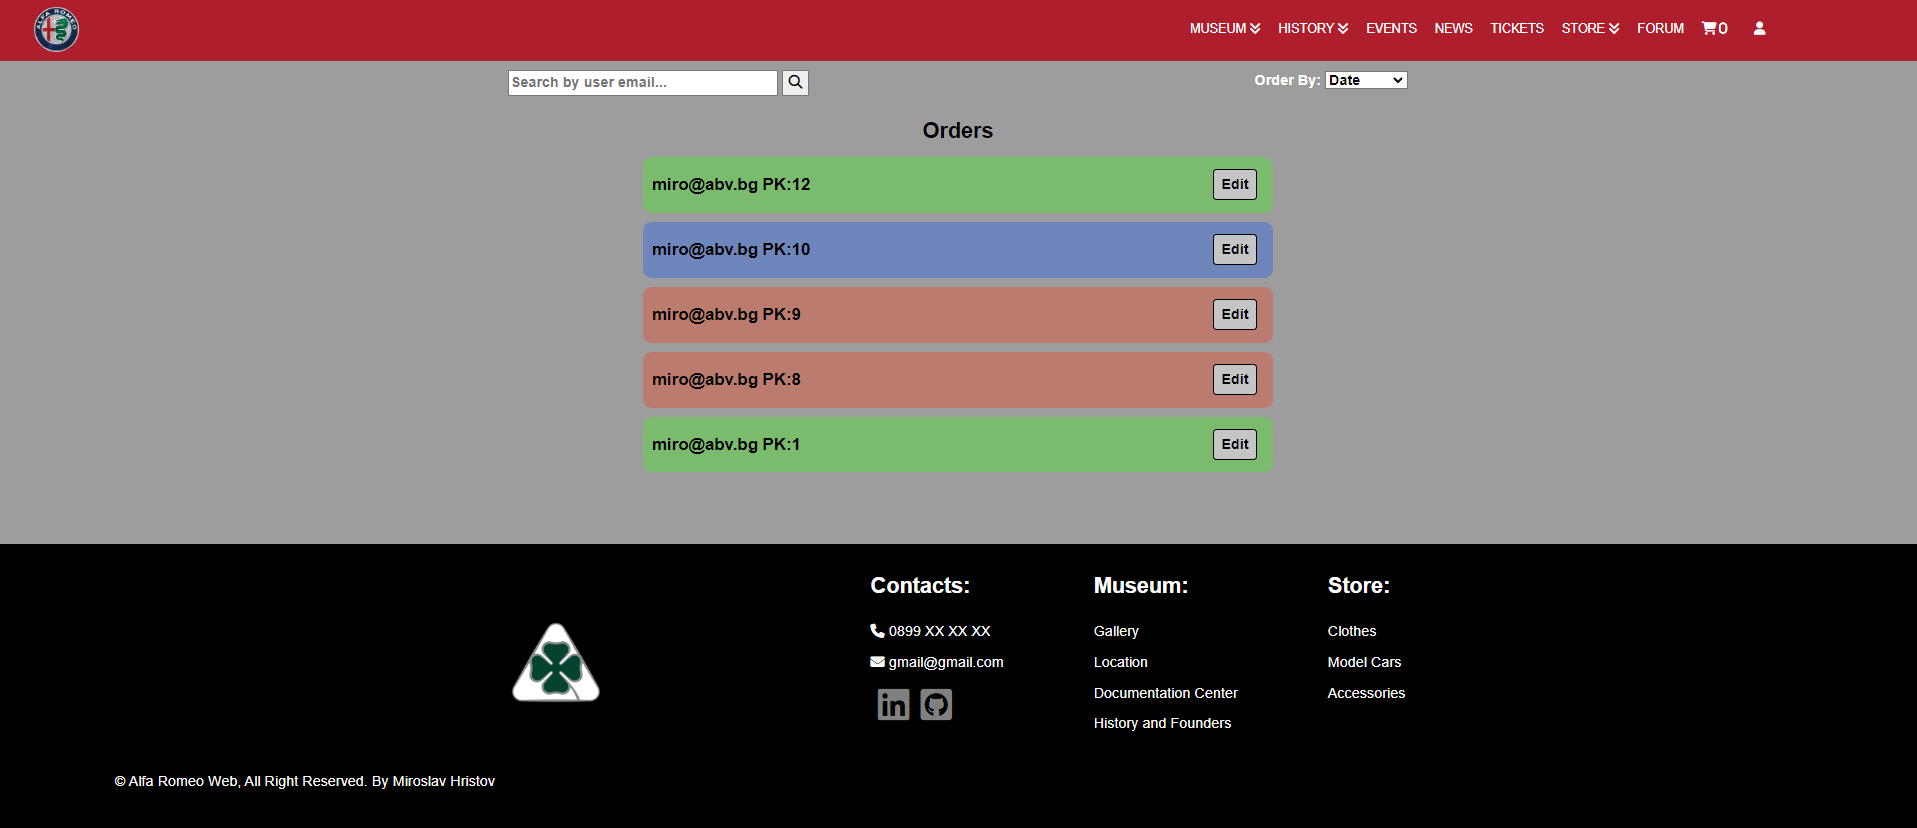 ALFA ROMEO
MUSEUM HISTORY EVENTS NEWS TICKETS STORE FORUM 0
Search by user email...
Order By: Date
Orders
miro@abv.bg PK:12 Edit
miro@abv.bg PK:10 Edit
miro@abv.bg PK:9 Edit
miro@abv.bg PK:8 Edit
miro@abv.bg PK:1 Edit
Contacts:
0899 XX XX XX
gmail@gmail.com
in
Museum:
Gallery
Location
Documentation Center
History and Founders
Store:
Clothes
Model Cars
Accessories
© Alfa Romeo Web, All Right Reserved. By Miroslav Hristov